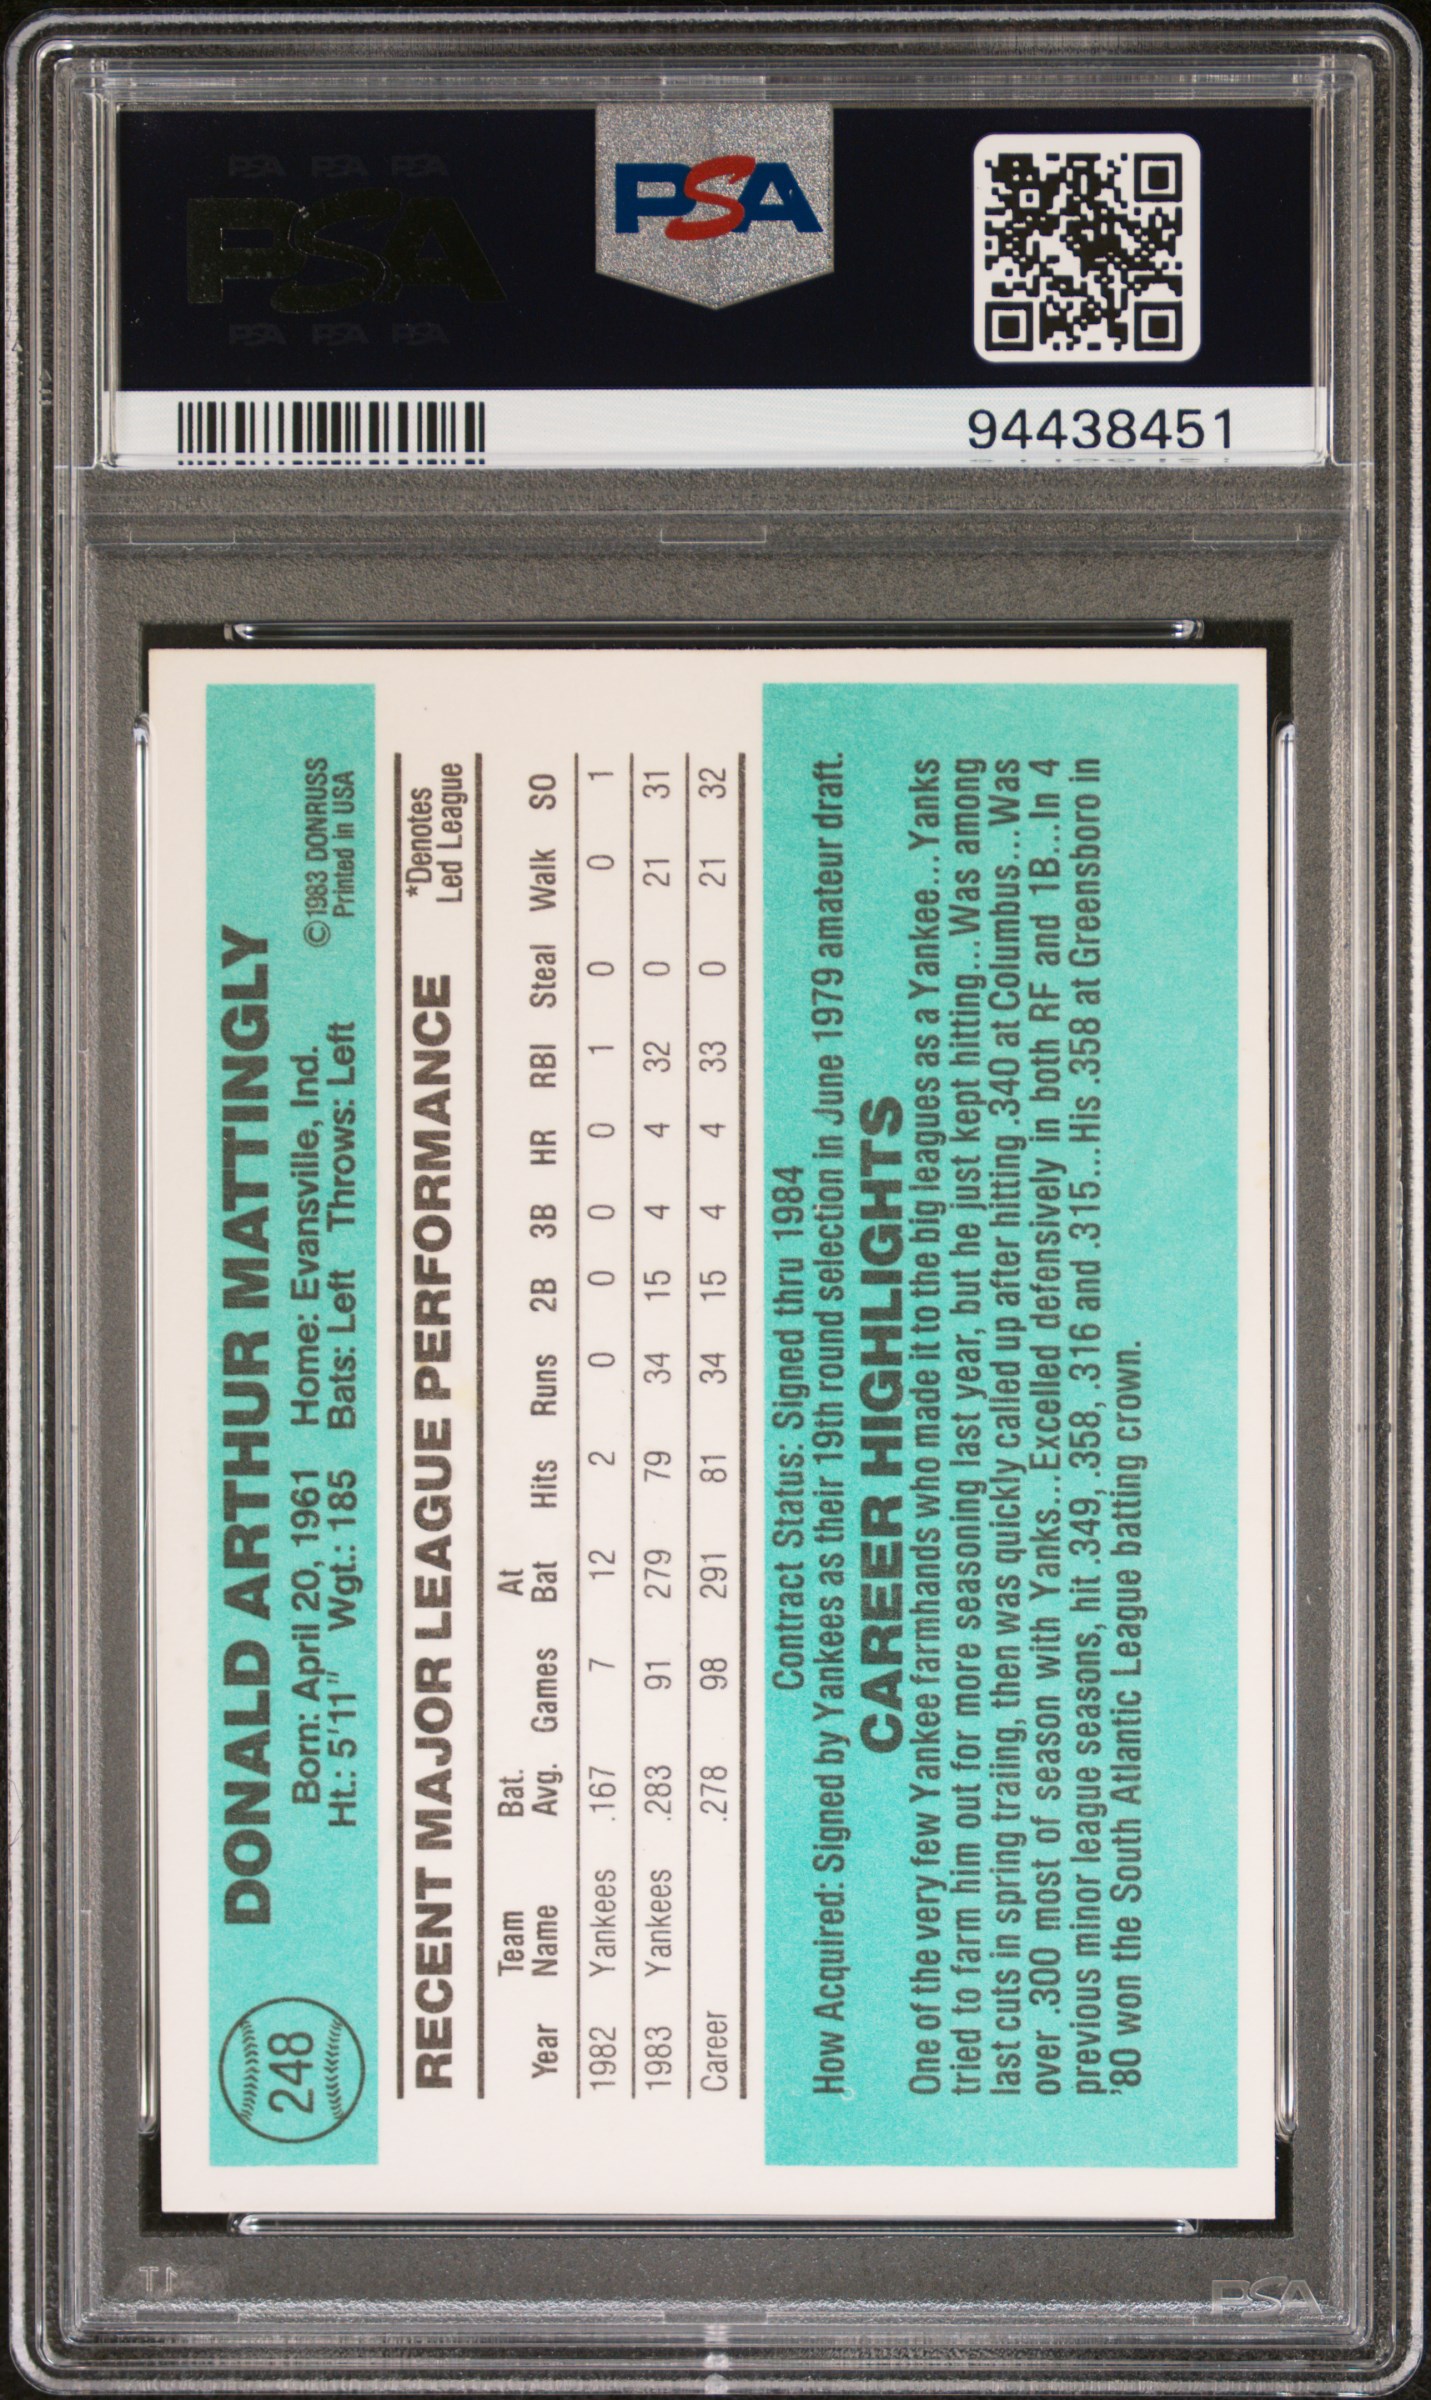 PSA PSA PSA
PSA
PSA PSA PSA
PSA
94438451
248
DONALD ARTHUR MATTINGLY
Born: April 20, 1961 Home: Evansville, Ind.
Ht.: 5'11" Wgt.: 185 Bats: Left Throws: Left
©1983 DONRUSS
Printed in USA
RECENT MAJOR LEAGUE PERFORMANCE
*Denotes
Led League
Year Team Name Bat. Avg. Games At Bat Hits Runs 2B 3B HR RBI Steal Walk SO
1982 Yankees .167 7 12 2 0 0 0 0 1 0 0 1
1983 Yankees .283 91 279 79 34 15 4 4 32 0 21 31
Career .278 98 291 81 34 15 4 4 33 0 21 32
Contract Status: Signed thru 1984
How Acquired: Signed by Yankees as their 19th round selection in June 1979 amateur draft.
CAREER HIGHLIGHTS
One of the very few Yankee farmhands who made it to the big leagues as a Yankee...Yanks
tried to farm him out for more seasoning last year, but he just kept hitting...Was among
last cuts in spring traiing, then was quickly called up after hitting .340 at Columbus...Was
over .300 most of season with Yanks...Excelled defensively in both RF and 1B...In 4
previous minor league seasons, hit .349, .358, .316 and .315...His .358 at Greensboro in
'80 won the South Atlantic League batting crown.
PSA